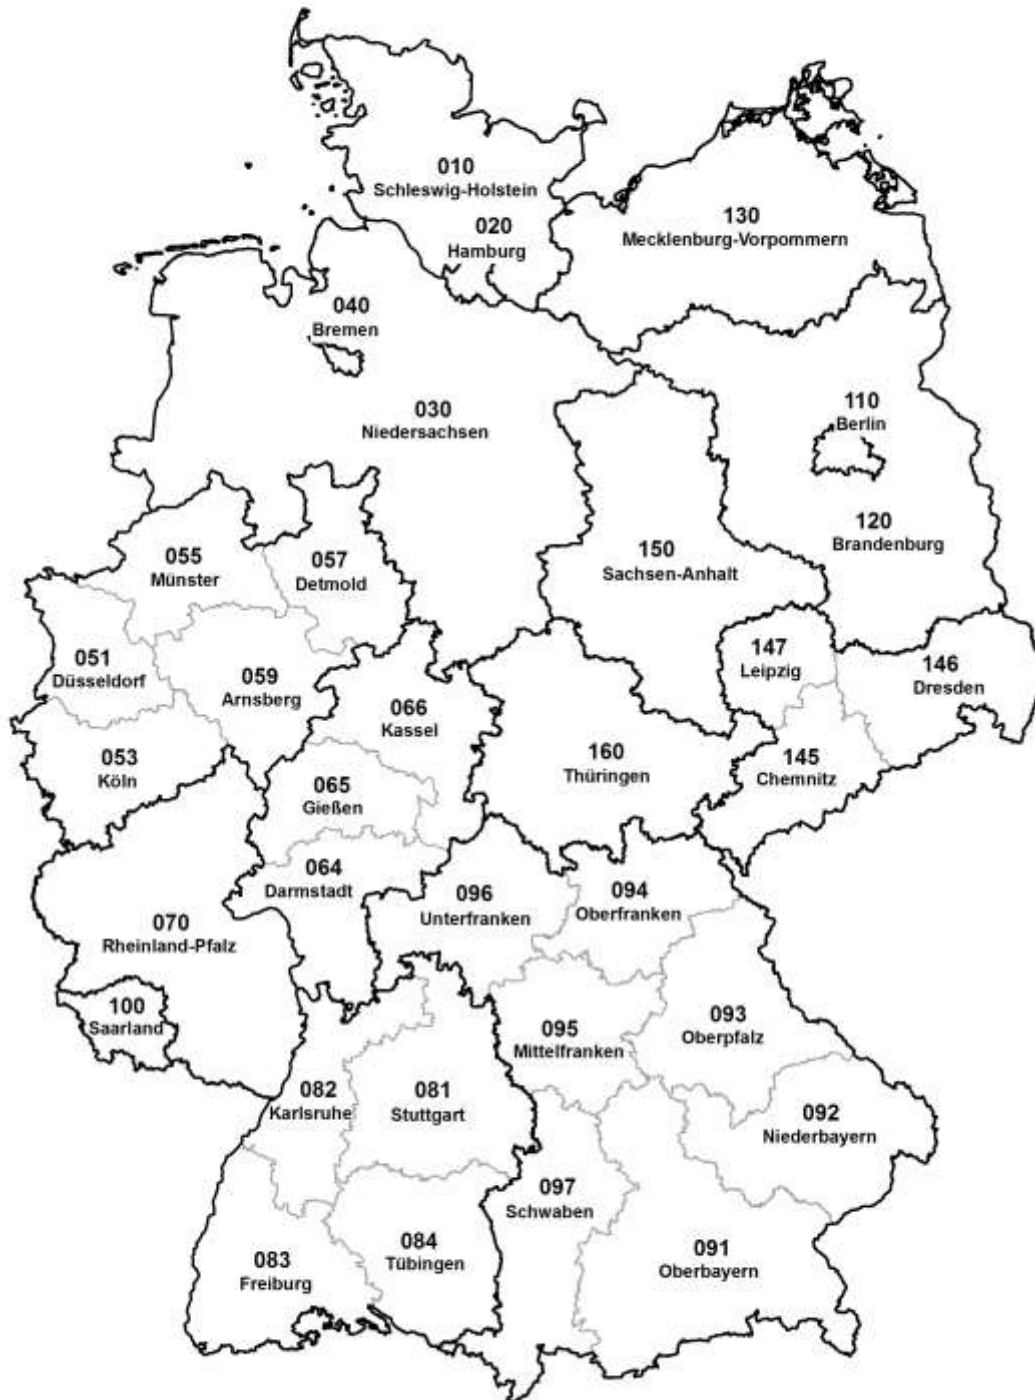 010
Schleswig-Holstein
020
Hamburg
130
Mecklenburg-Vorpommern
040
Bremen
030
Niedersachsen
110
Berlin
120
Brandenburg
055
Münster
057
Detmold
150
Sachsen-Anhalt
051
Düsseldorf
059
Arnsberg
147
Leipzig
146
Dresden
066
Kassel
053
Köln
160
Thüringen
145
Chemnitz
065
Gießen
064
Darmstadt
096
Unterfranken
094
Oberfranken
070
Rheinland-Pfalz
100
Saarland
095
Mittelfranken
093
Oberpfalz
082
Karlsruhe
081
Stuttgart
092
Niederbayern
097
Schwaben
083
Freiburg
084
Tübingen
091
Oberbayern